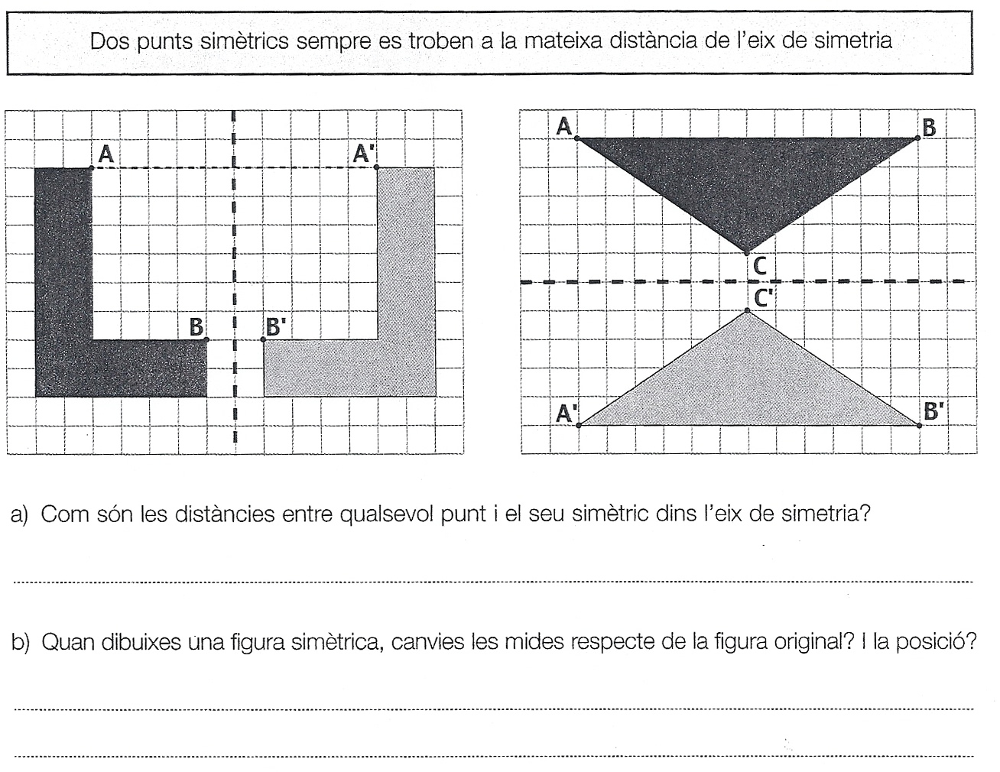 Dos punts simètrics sempre es troben a la mateixa distància de l'eix de simetria
A A'
B B'
A B
C
C'
A' B'
a) Com són les distàncies entre qualsevol punt i el seu simètric dins l'eix de simetria?
b) Quan dibuixes una figura simètrica, canvies les mides respecte de la figura original? I la posició?